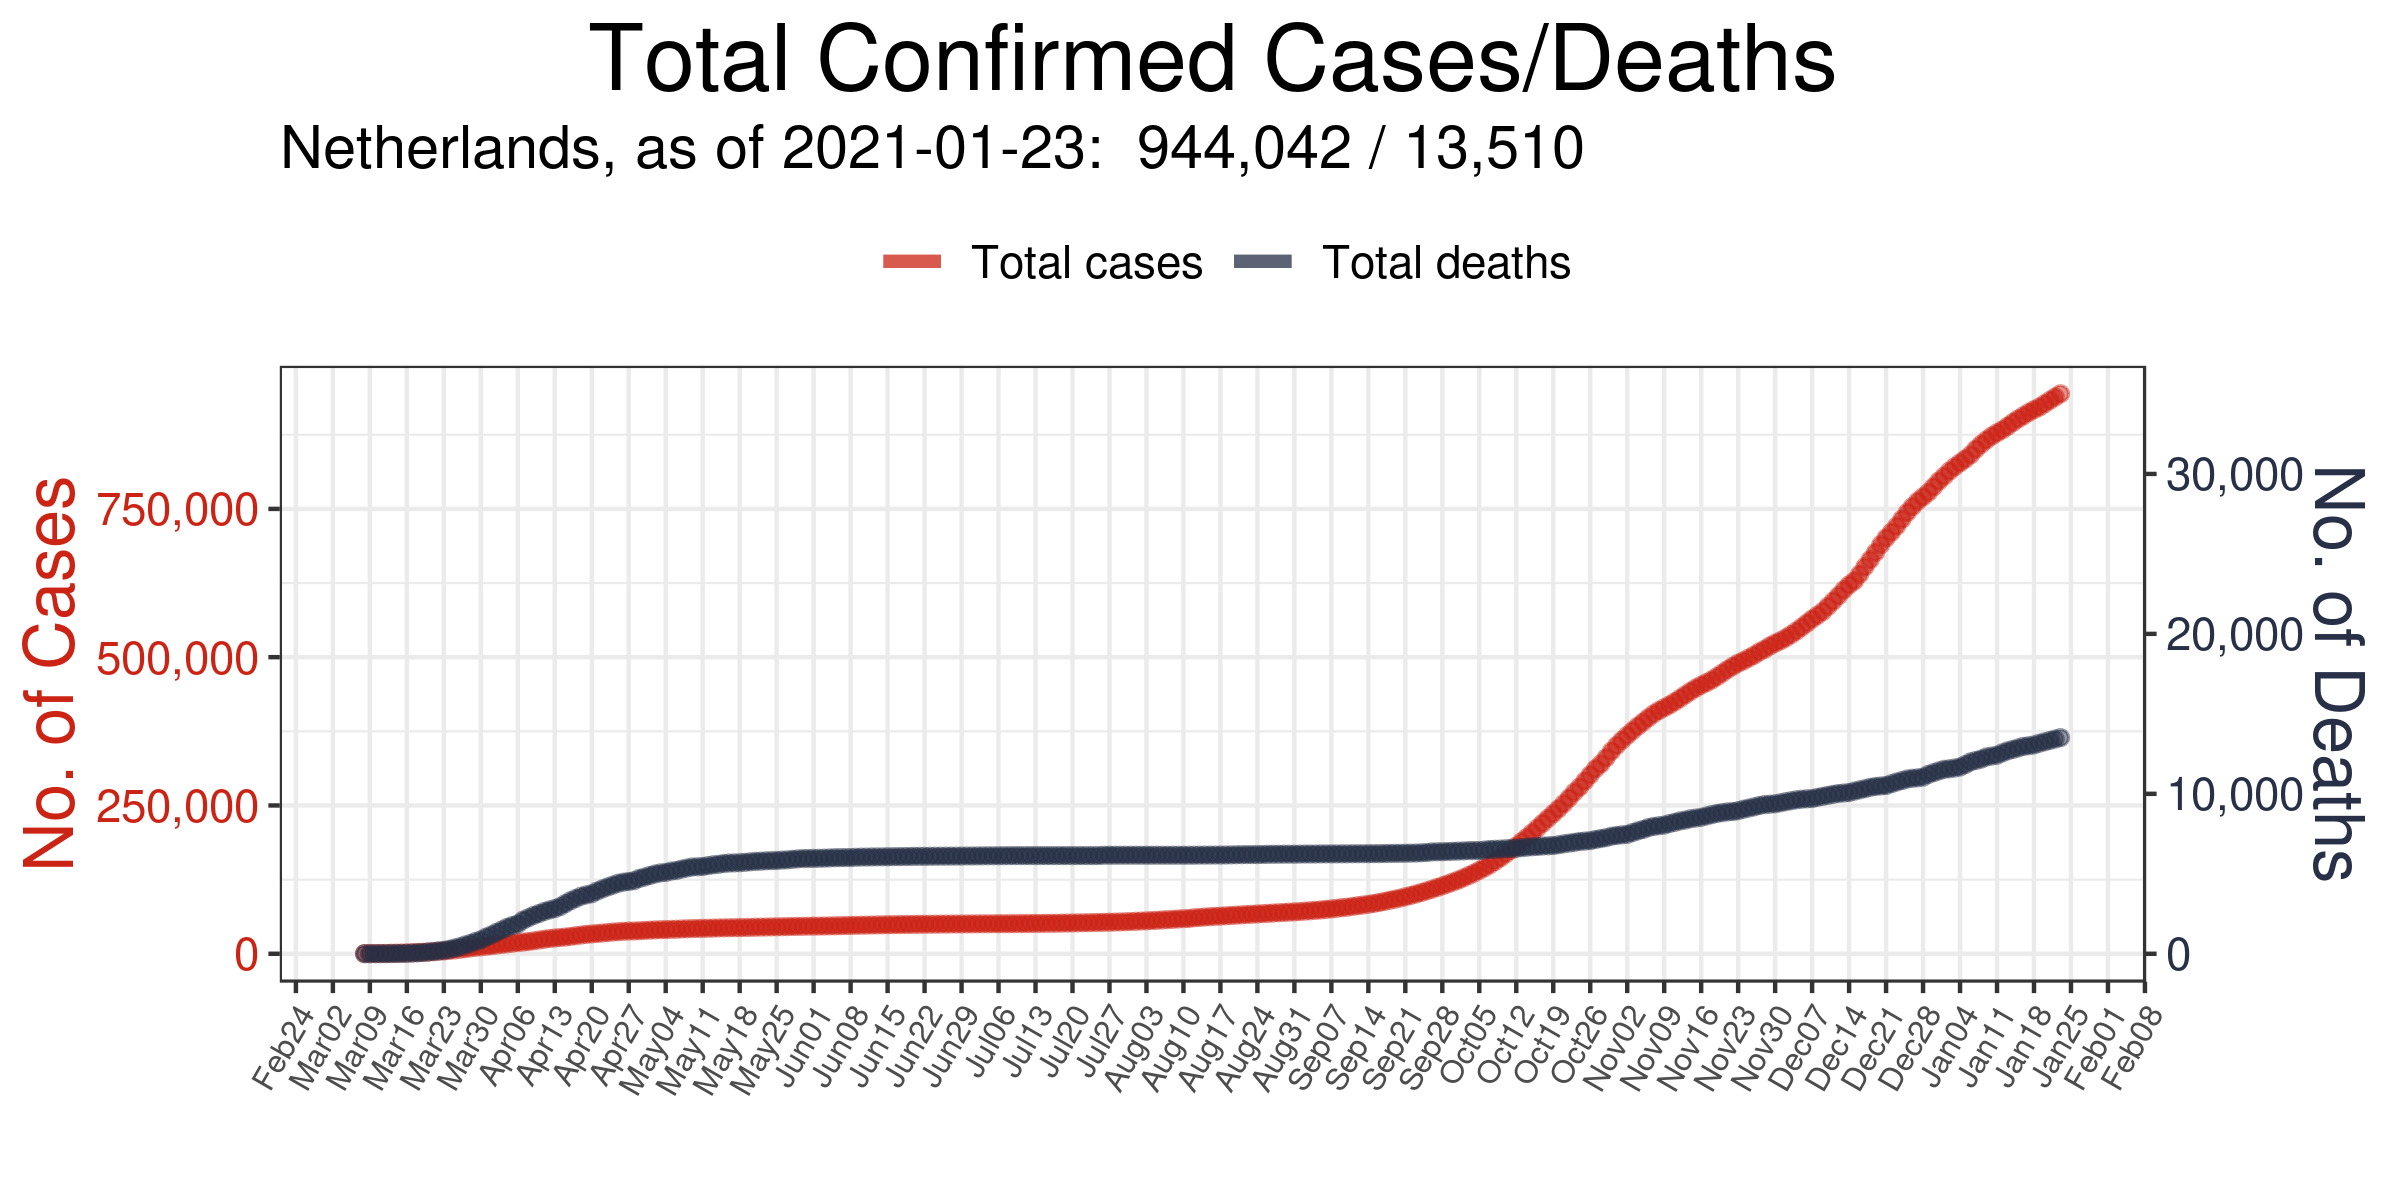 Total Confirmed Cases/Deaths
Netherlands, as of 2021-01-23:  944,042 / 13,510
Total cases
Total deaths
No. of Cases
750,000
500,000
250,000
0
30,000
20,000
10,000
0
No. of Deaths
Feb24
Mar02
Mar09
Mar16
Mar23
Mar30
Apr06
Apr13
Apr20
Apr27
May04
May11
May18
May25
Jun01
Jun08
Jun15
Jun22
Jun29
Jul06
Jul13
Jul20
Jul27
Aug03
Aug10
Aug17
Aug24
Aug31
Sep07
Sep14
Sep21
Sep28
Oct05
Oct12
Oct19
Oct26
Nov02
Nov09
Nov16
Nov23
Nov30
Dec07
Dec14
Dec21
Dec28
Jan04
Jan11
Jan18
Jan25
Feb01
Feb08